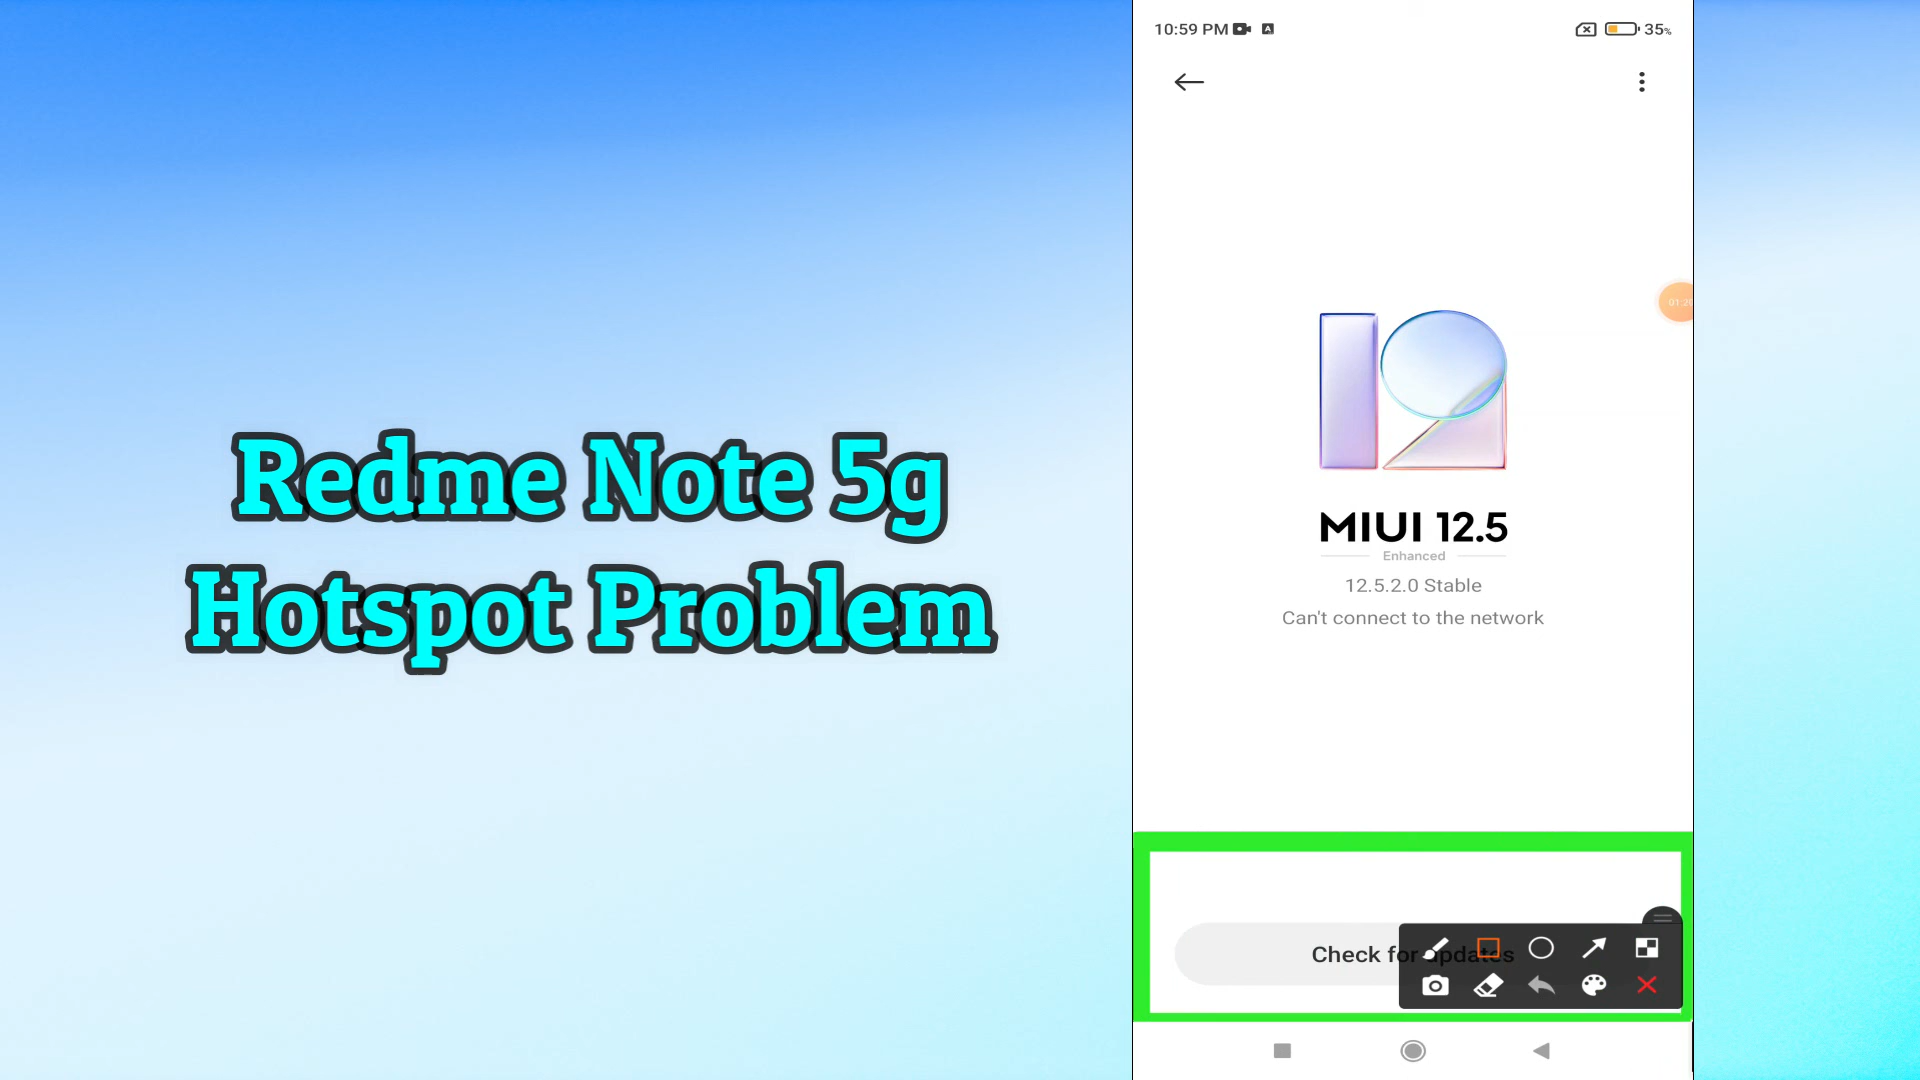 Redme Note 5g
Hotspot Problem
10:59 PM
35%
MIUI 12.5
Enhanced
12.5.2.0 Stable
Can't connect to the network
Check for updates